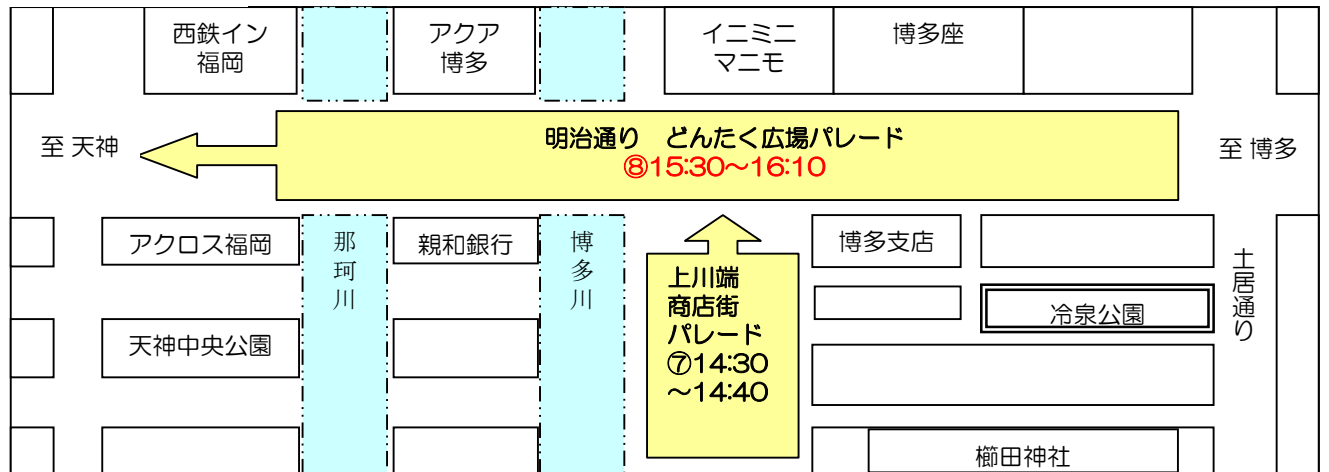 西鉄イン
福岡
アクア
博多
イニミニ
マニモ
博多座
至 天神
明治通り　どんたく広場パレード
⑧15:30～16:10
至 博多
アクロス福岡
那珂川
親和銀行
博多川
上川端
商店街
パレード
⑦14:30
～14:40
博多支店
土居通り
冷泉公園
天神中央公園
櫛田神社